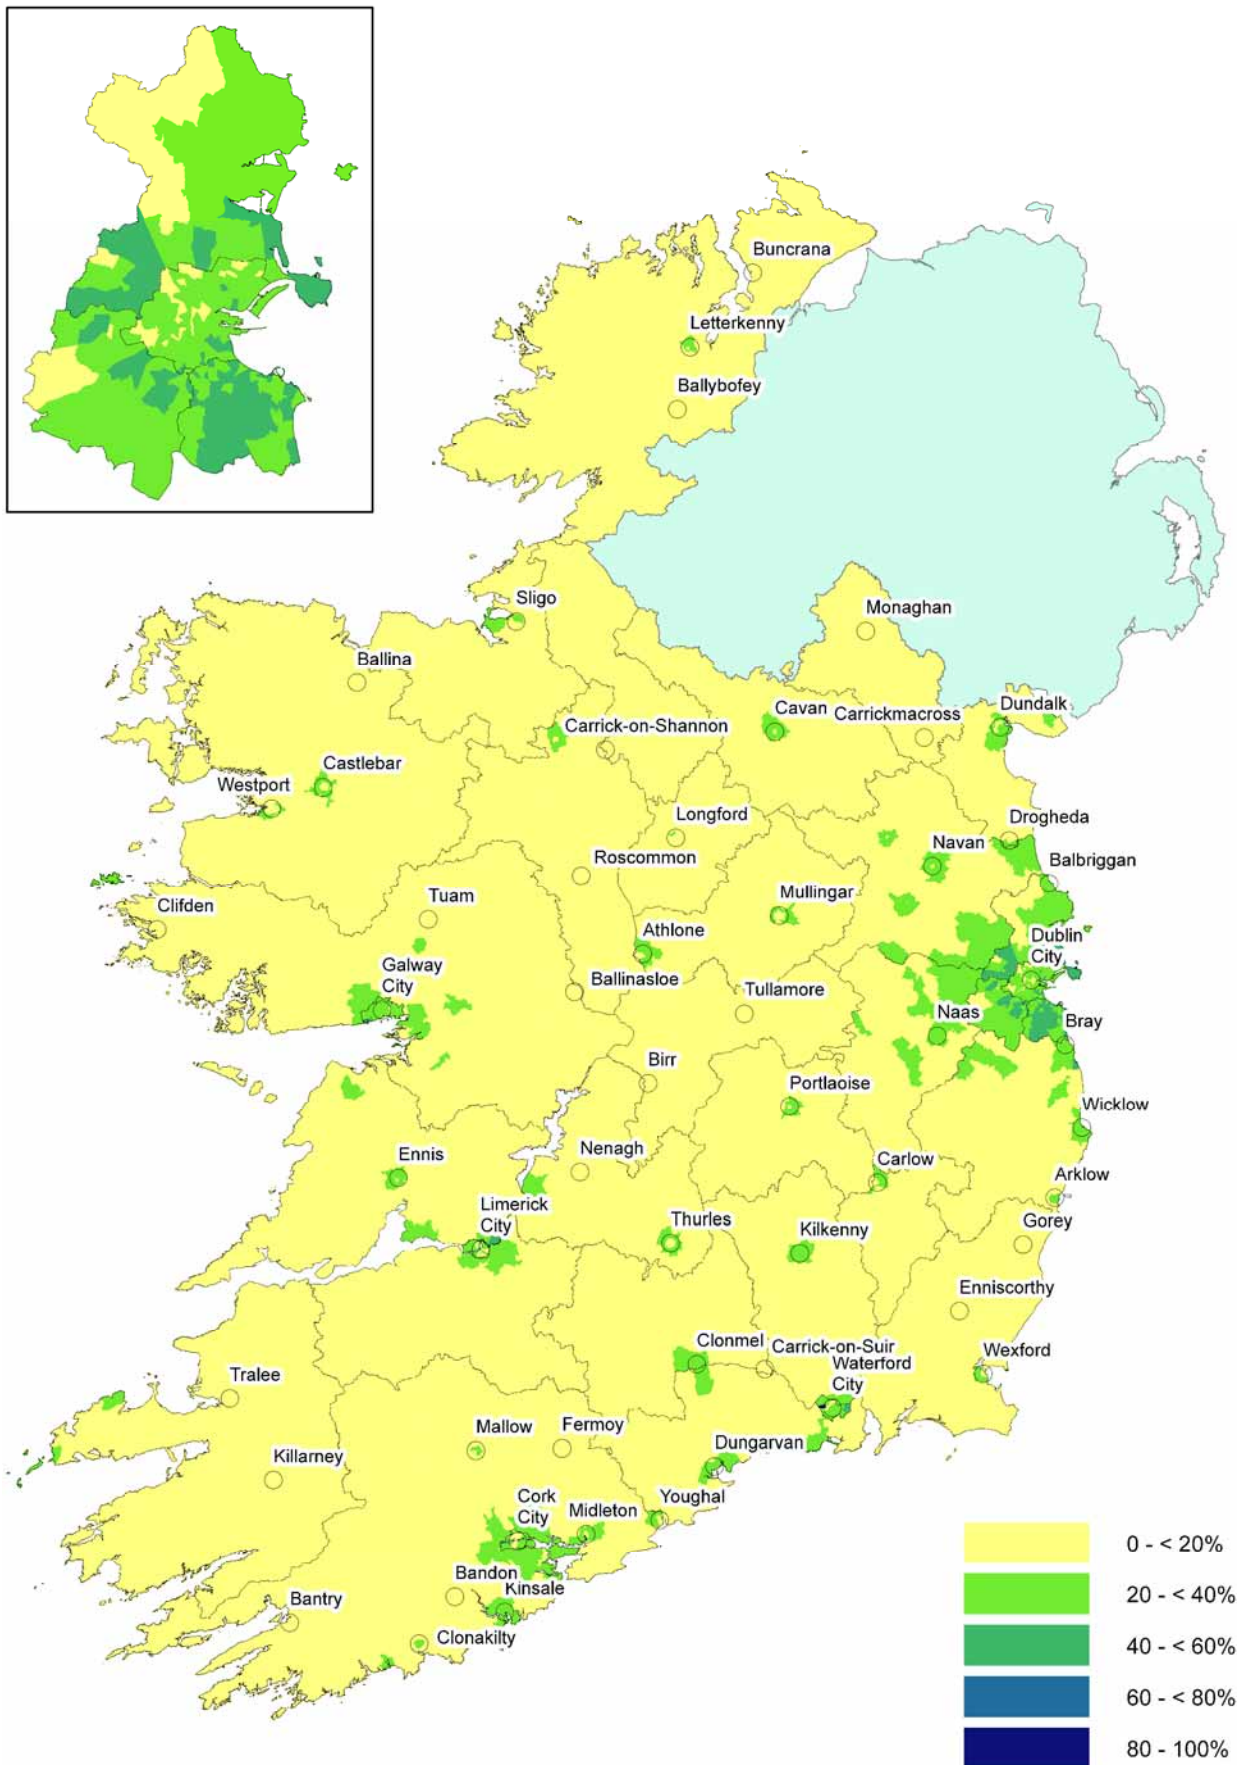 Buncrana
Letterkenny
Ballybofey
Sligo
Monaghan
Ballina
Cavan
Carrickmacross
Dundalk
Carrick-on-Shannon
Castlebar
Westport
Longford
Drogheda
Navan
Balbriggan
Roscommon
Mullingar
Tuam
Clifden
Athlone
Dublin
City
Galway
City
Ballinasloe
Tullamore
Naas
Bray
Birr
Portlaoise
Wicklow
Ennis
Nenagh
Carlow
Arklow
Limerick
City
Thurles
Kilkenny
Gorey
Enniscorthy
Clonmel
Carrick-on-Suir
Wexford
Waterford
City
Tralee
Mallow
Fermoy
Dungarvan
Killarney
Cork
City
Midleton
Youghal
Bandon
Kinsale
Bantry
Clonakilty
0 - < 20%
20 - < 40%
40 - < 60%
60 - < 80%
80 - 100%